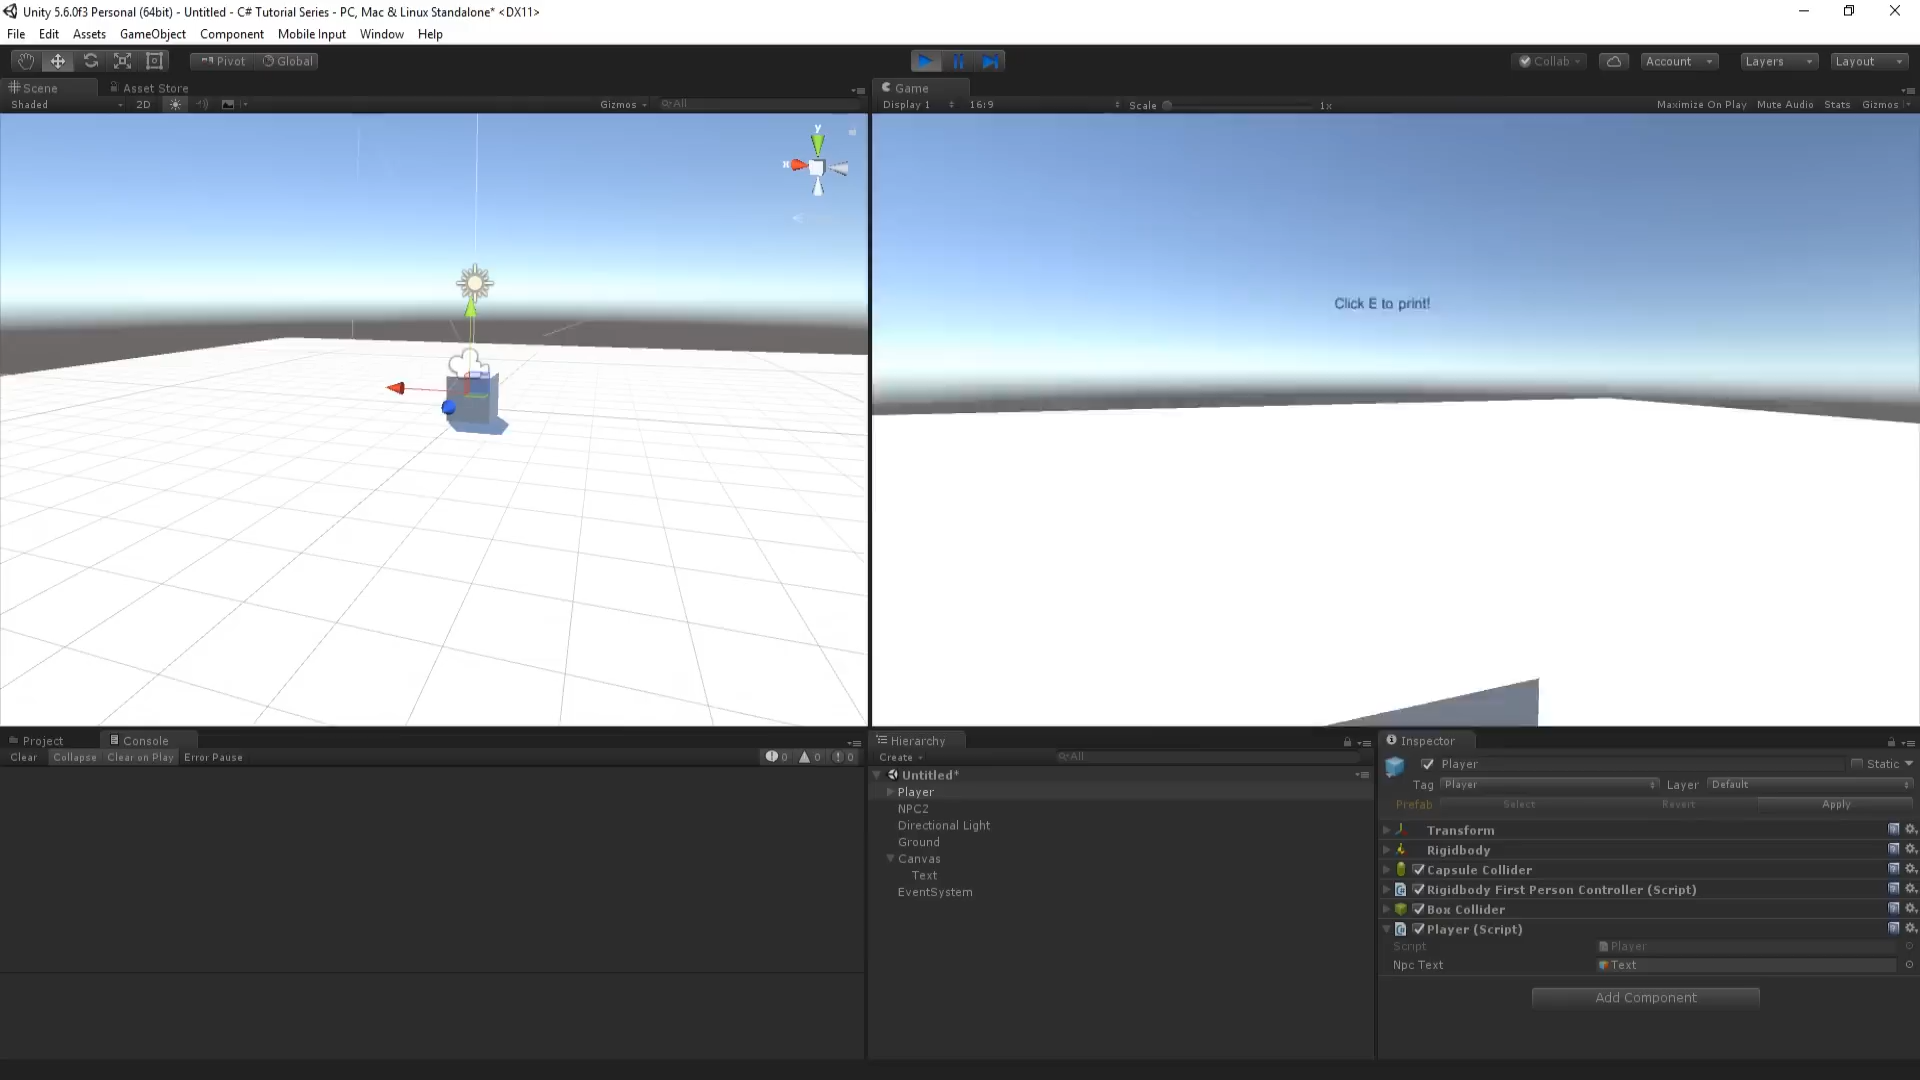 Unity 5.6.0f3 Personal (64bit) - Untitled - C# Tutorial Series - PC, Mac & Linux Standalone* <DX11>
File Edit Assets GameObject Component Mobile Input Window Help
Pivot Global Collab Account Layers Layout
Scene Asset Store
Shaded 2D Gizmos All
y
x
Game
Display 1 16:9 Scale 1x Maximize On Play Mute Audio Stats Gizmos
Click E to print!
Project Console
Clear Collapse Clear on Play Error Pause 0 0 0
Hierarchy
Create All
Untitled*
Player
NPC2
Directional Light
Ground
Canvas
Text
EventSystem
Inspector
Player Static
Tag Player Layer Default
Prefab Select Revert Apply
Transform
Rigidbody
Capsule Collider
Rigidbody First Person Controller (Script)
Box Collider
Player (Script)
Script Player
Npc Text Text
Add Component